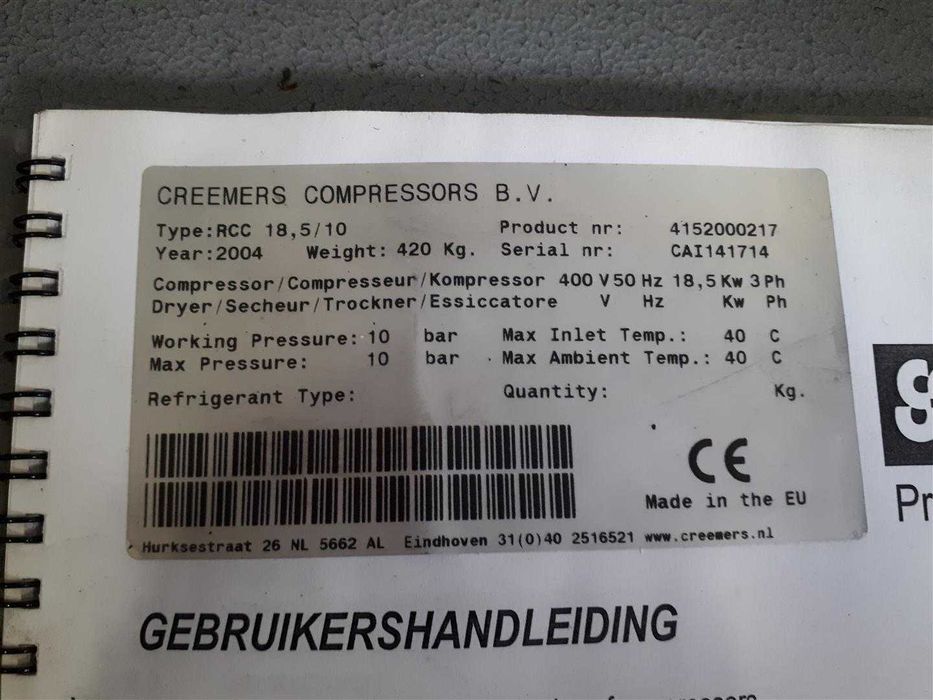 CREEMERS COMPRESSORS B.V.
Type:RCC 18,5/10 Product nr: 4152000217
Year:2004 Weight: 420 Kg. Serial nr: CAI141714
Compressor/Compresseur/Kompressor 400 V 50 Hz 18,5 Kw 3 Ph
Dryer/Secheur/Trockner/Essiccatore V Hz Kw Ph
Working Pressure: 10 bar Max Inlet Temp.: 40 C
Max Pressure: 10 bar Max Ambient Temp.: 40 C
Refrigerant Type: Quantity: Kg.
CE
Made in the EU
Hurksestraat 26 NL 5662 AL Eindhoven 31(0)40 2516521 www.creemers.nl
Pr
GEBRUIKERSHANDLEIDING